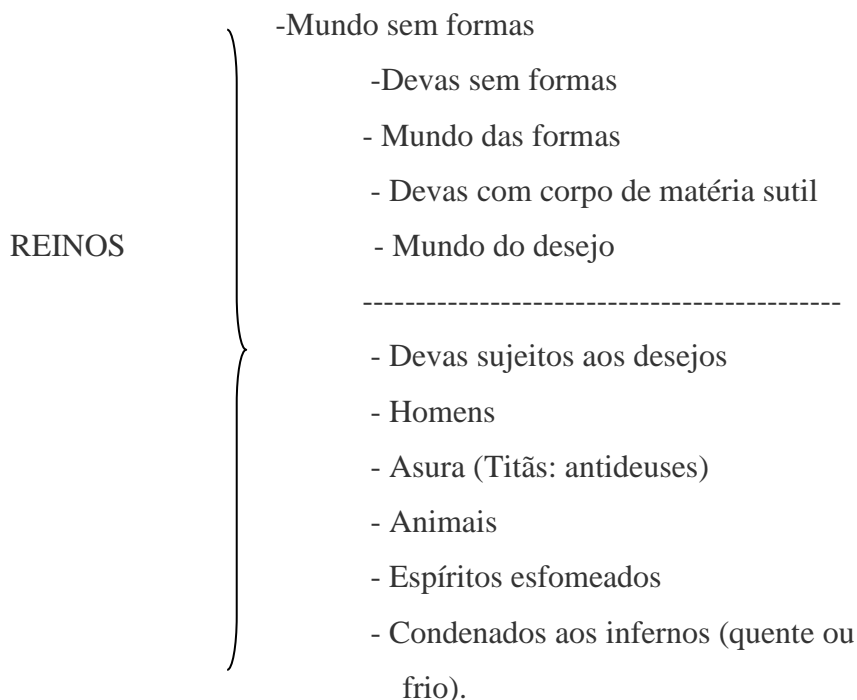 -Mundo sem formas
-Devas sem formas
- Mundo das formas
- Devas com corpo de matéria sutil
REINOS
- Mundo do desejo
---------------------------------------------
- Devas sujeitos aos desejos
- Homens
- Asura (Titãs: antideuses)
- Animais
- Espíritos esfomeados
- Condenados aos infernos (quente ou
frio).